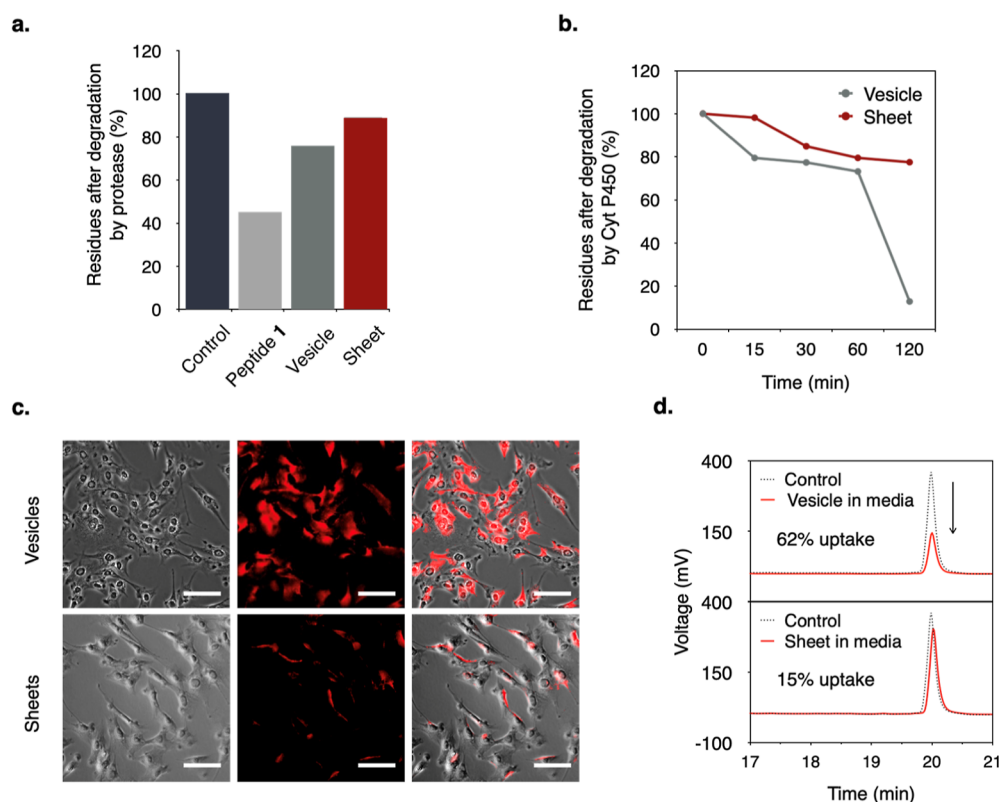 a.
Residues after degradation
by protease (%)
120
100
80
60
40
20
0
Control
Peptide 1
Vesicle
Sheet
b.
Residues after degradation
by Cyt P450 (%)
120
100
80
60
40
20
0
Vesicle
Sheet
0 15 30 60 120
Time (min)
c.
Vesicles
Sheets
d.
Voltage (mV)
400
150
Control
Vesicle in media
62% uptake
400
150
-100
Control
Sheet in media
15% uptake
17 18 19 20 21
Time (min)